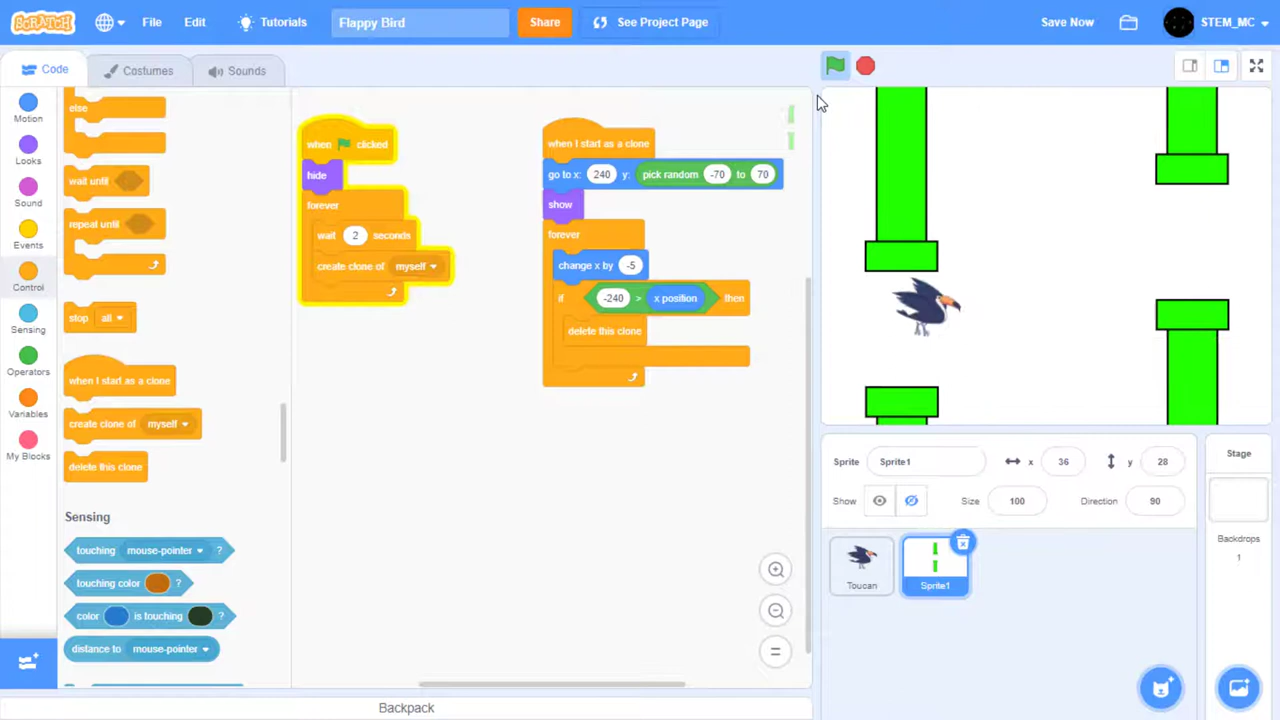 SCRATCH File Edit Tutorials Flappy Bird Share See Project Page Save Now STEM_MC
Code Costumes Sounds
Motion
Looks
Sound
Events
Control
Sensing
Operators
Variables
My Blocks
else
wait until
repeat until
stop all
when I start as a clone
create clone of myself
delete this clone
Sensing
touching mouse-pointer ?
touching color ?
color is touching ?
distance to mouse-pointer
when clicked
hide
forever
wait 2 seconds
create clone of myself
when I start as a clone
go to x: 240 y: pick random -70 to 70
show
forever
change x by -5
if -240 > x position then
delete this clone
Backpack
Sprite Sprite1 x 36 y 28
Show Size 100 Direction 90
Toucan
Sprite1
Stage
Backdrops
1